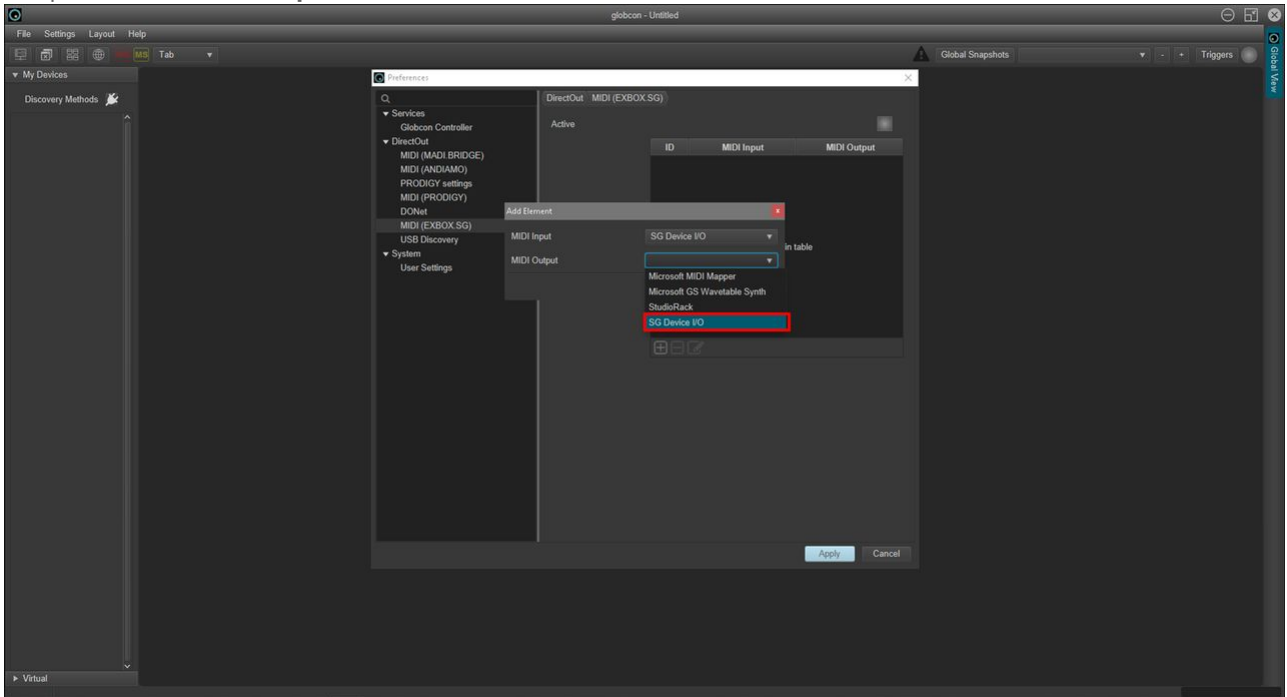 globcon - Untitled
File Settings Layout Help
MS Tab
Global Snapshots
- + Triggers
Global View
My Devices
Discovery Methods
Virtual
Preferences
Services
Globcon Controller
DirectOut
MIDI (MADI.BRIDGE)
MIDI (ANDIAMO)
PRODIGY settings
MIDI (PRODIGY)
DONet
MIDI (EXBOX.SG)
USB Discovery
System
User Settings
DirectOut MIDI (EXBOX.SG)
Active
ID MIDI Input MIDI Output
in table
Add Element
MIDI Input SG Device I/O
MIDI Output
Microsoft MIDI Mapper
Microsoft GS Wavetable Synth
StudioRack
SG Device I/O
Apply Cancel